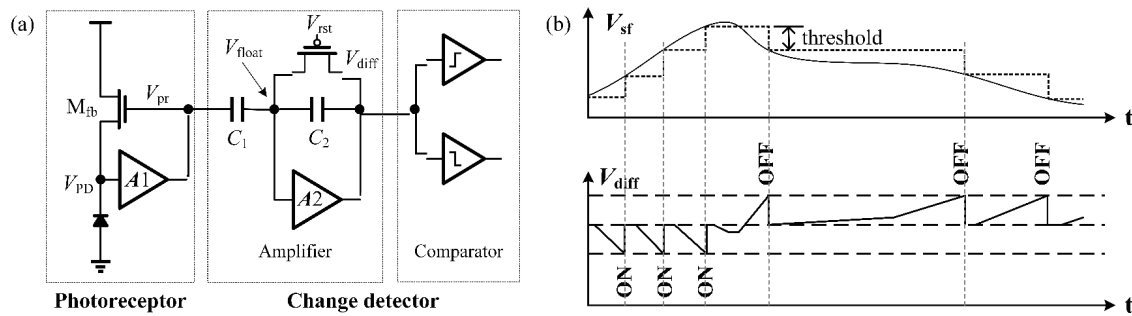 (a)
V_rst
V_float
V_diff
M_fb
V_pr
C_1
C_2
V_PD
A1
A2
Amplifier
Comparator
Photoreceptor
Change detector
(b)
V_sf
threshold
t
V_diff
OFF
OFF
OFF
ON
ON
ON
t